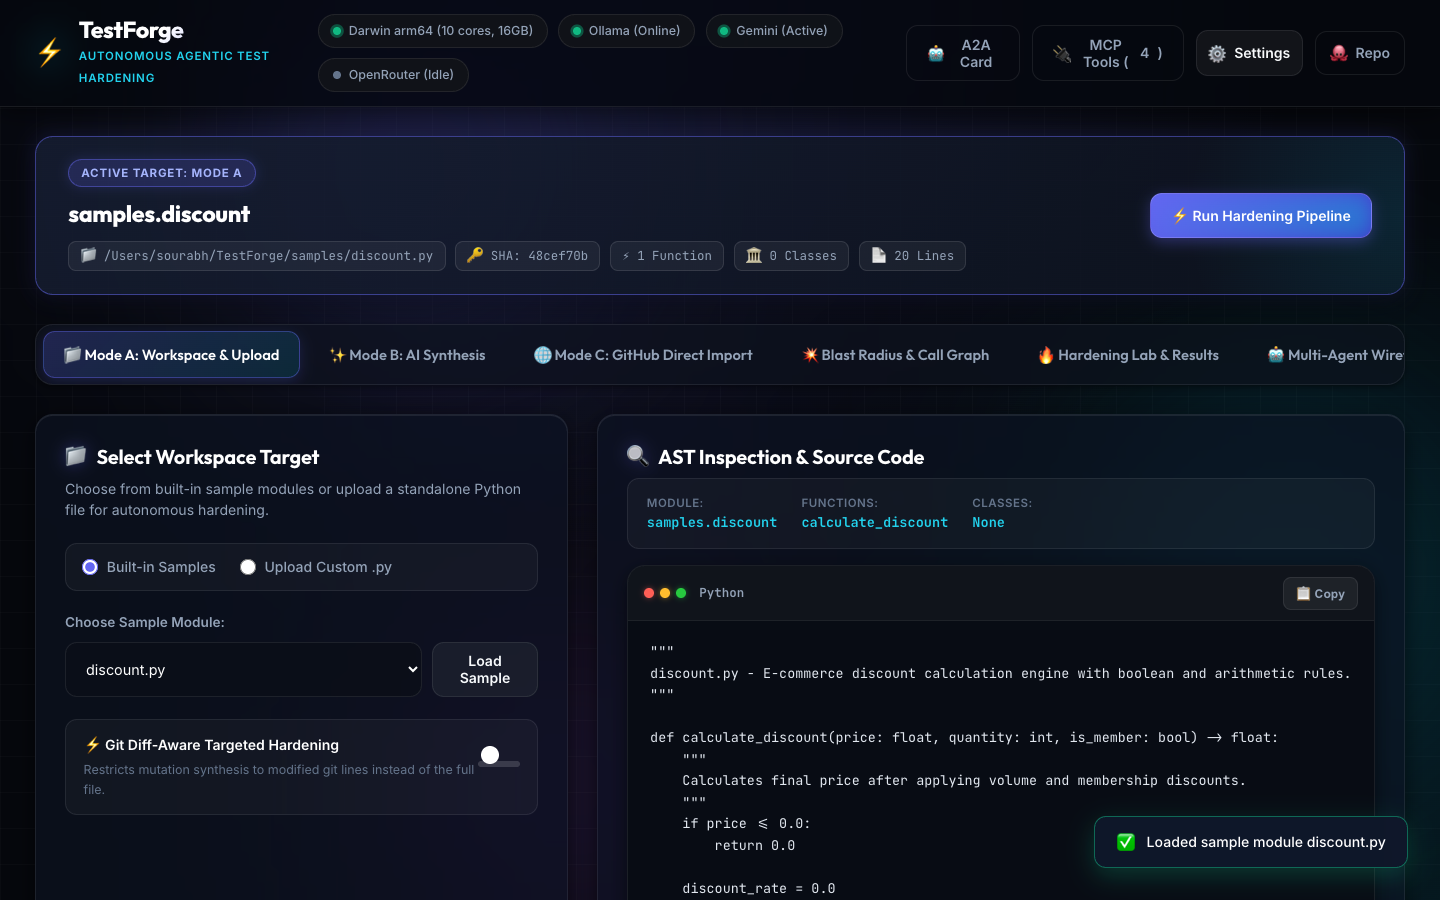 TestForge
AUTONOMOUS AGENTIC TEST
HARDENING
Darwin arm64 (10 cores, 16GB)
Ollama (Online)
Gemini (Active)
OpenRouter (Idle)
A2A
Card
MCP
Tools ( 4 )
Settings
Repo
ACTIVE TARGET: MODE A
samples.discount
/Users/sourabh/TestForge/samples/discount.py
SHA: 48cef70b
⚡ 1 Function
0 Classes
20 Lines
⚡ Run Hardening Pipeline
Mode A: Workspace & Upload
Mode B: AI Synthesis
Mode C: GitHub Direct Import
Blast Radius & Call Graph
Hardening Lab & Results
Multi-Agent Wire
Select Workspace Target
Choose from built-in sample modules or upload a standalone Python
file for autonomous hardening.
Built-in Samples
Upload Custom .py
Choose Sample Module:
discount.py
Load
Sample
⚡ Git Diff-Aware Targeted Hardening
Restricts mutation synthesis to modified git lines instead of the full
file.
AST Inspection & Source Code
MODULE:
samples.discount
FUNCTIONS:
calculate_discount
CLASSES:
None
Python
Copy
"""
discount.py - E-commerce discount calculation engine with boolean and arithmetic rules.
"""
def calculate_discount(price: float, quantity: int, is_member: bool) -> float:
"""
Calculates final price after applying volume and membership discounts.
"""
if price <= 0.0:
return 0.0
discount_rate = 0.0
Loaded sample module discount.py